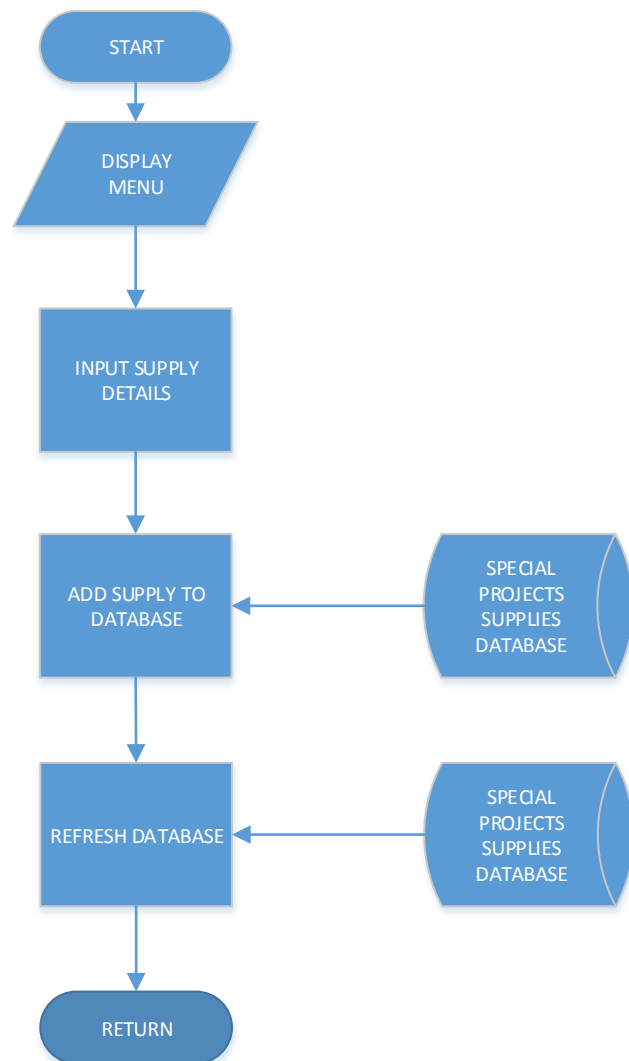 START
DISPLAY
MENU
INPUT SUPPLY
DETAILS
ADD SUPPLY TO
DATABASE
SPECIAL
PROJECTS
SUPPLIES
DATABASE
REFRESH DATABASE
SPECIAL
PROJECTS
SUPPLIES
DATABASE
RETURN